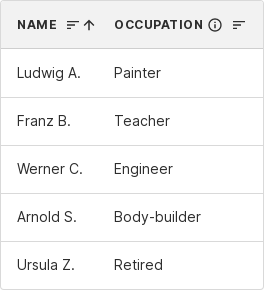 NAME OCCUPATION
Ludwig A. Painter
Franz B. Teacher
Werner C. Engineer
Arnold S. Body-builder
Ursula Z. Retired